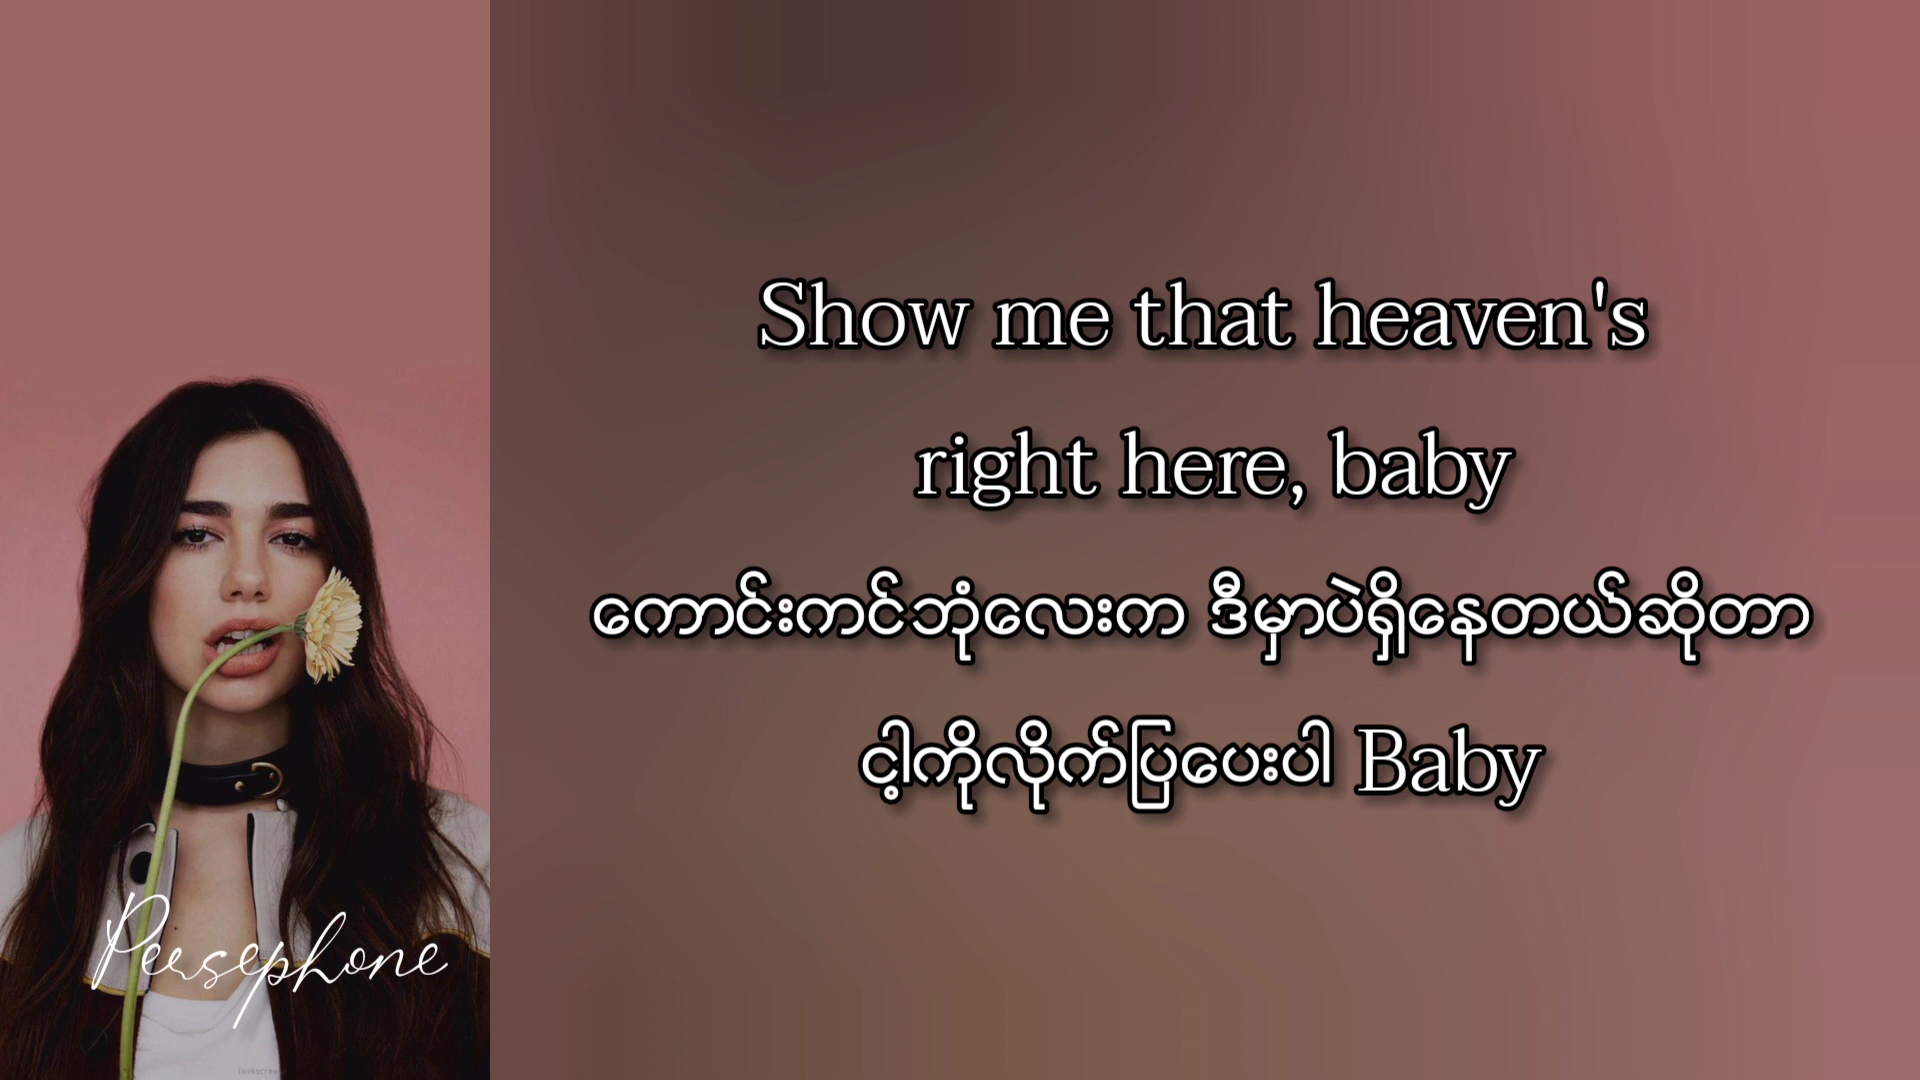 Show me that heaven's
right here, baby
ကောင်းကင်ဘုံလေးက ဒီမှာပဲရှိနေတယ်ဆိုတာ
ငါ့ကိုလိုက်ပြပေးပါ Baby
Persephone